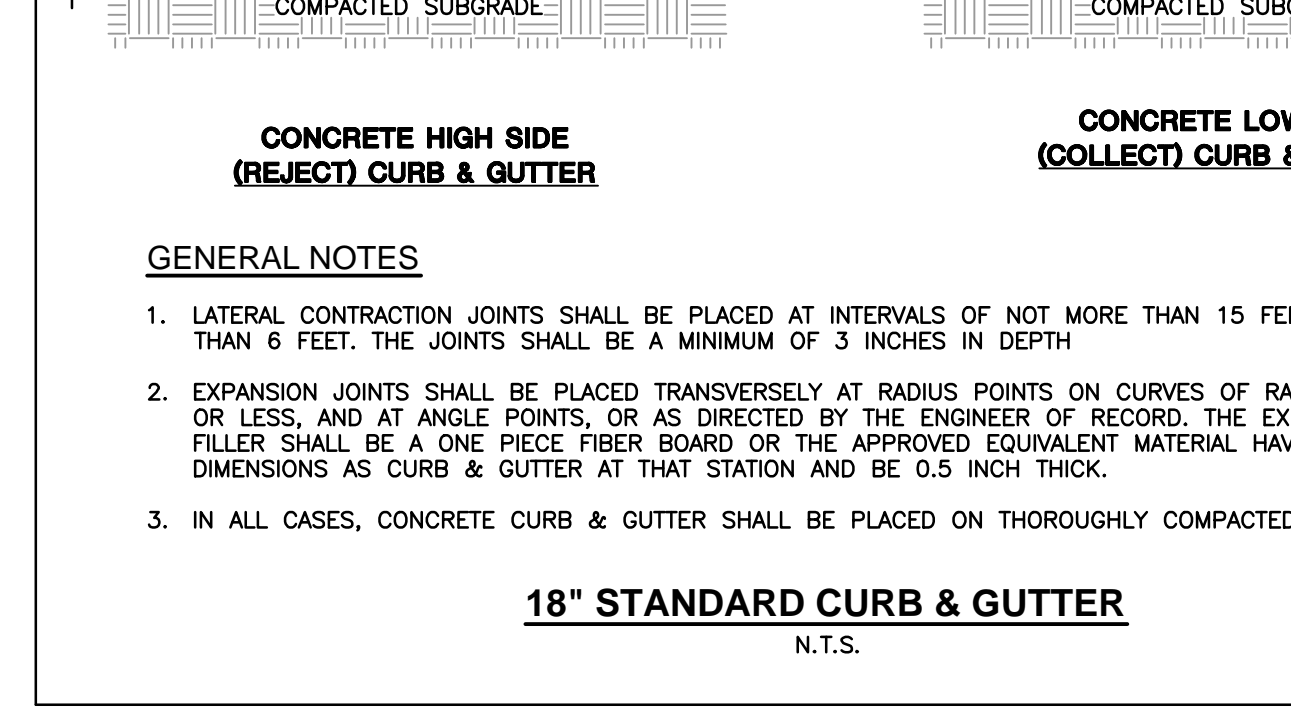 COMPACTED SUBGRADE
COMPACTED
CONCRETE HIGH SIDE
(REJECT) CURB & GUTTER
CONCRETE
(COLLECT) CURB
GENERAL NOTES
1. LATERAL CONTRACTION JOINTS SHALL BE PLACED AT INTERVALS OF NOT MORE THAN 15
THAN 6 FEET. THE JOINTS SHALL BE A MINIMUM OF 3 INCHES IN DEPTH
2. EXPANSION JOINTS SHALL BE PLACED TRANSVERSELY AT RADIUS POINTS ON CURVES OF
OR LESS, AND AT ANGLE POINTS, OR AS DIRECTED BY THE ENGINEER OF RECORD. THE
FILLER SHALL BE A ONE PIECE FIBER BOARD OR THE APPROVED EQUIVALENT MATERIAL
DIMENSIONS AS CURB & GUTTER AT THAT STATION AND BE 0.5 INCH THICK.
3. IN ALL CASES, CONCRETE CURB & GUTTER SHALL BE PLACED ON THOROUGHLY COMPACTED
18" STANDARD CURB & GUTTER
N.T.S.